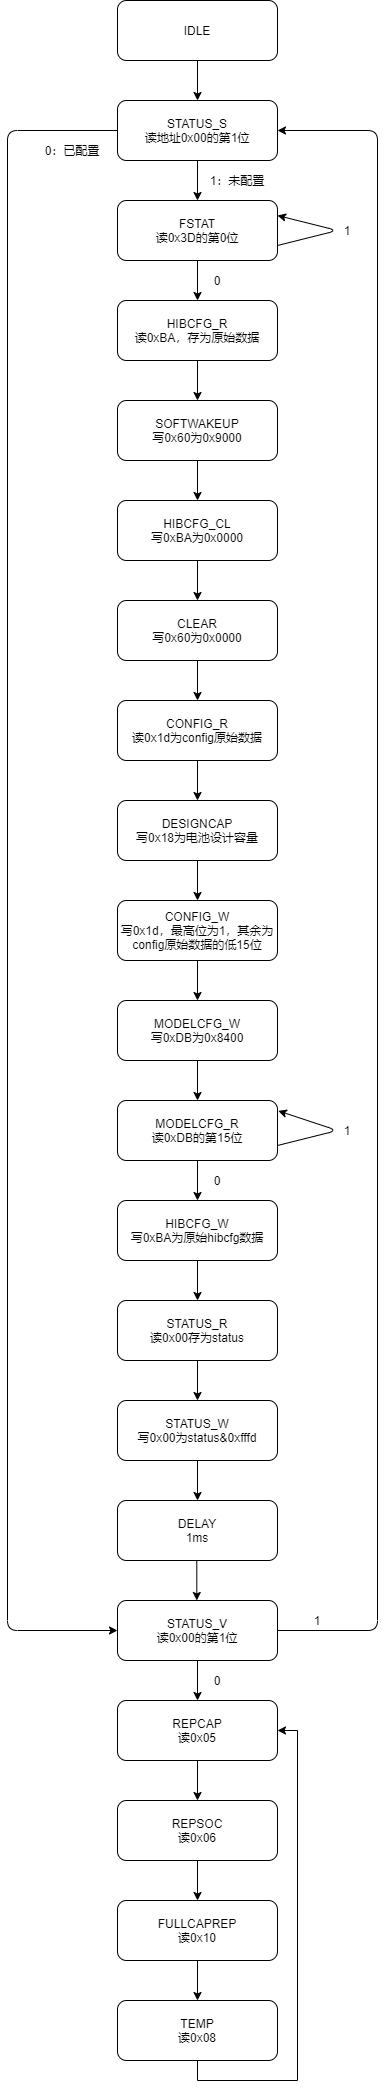 IDLE
STATUS_S
读地址0x00的第1位
0：已配置
1：未配置
FSTAT
读0x3D的第0位
1
0
HIBCFG_R
读0xBA，存为原始数据
SOFTWAKEUP
写0x60为0x9000
HIBCFG_CL
写0xBA为0x0000
CLEAR
写0x60为0x0000
CONFIG_R
读0x1d为config原始数据
DESIGNCAP
写0x18为电池设计容量
CONFIG_W
写0x1d，最高位为1，其余为
config原始数据的低15位
MODELCFG_W
写0xDB为0x8400
MODELCFG_R
读0xDB的第15位
1
0
HIBCFG_W
写0xBA为原始hibcfg数据
STATUS_R
读0x00存为status
STATUS_W
写0x00为status&0xfffd
DELAY
1ms
STATUS_V
读0x00的第1位
1
0
REPCAP
读0x05
REPSOC
读0x06
FULLCAPREP
读0x10
TEMP
读0x08